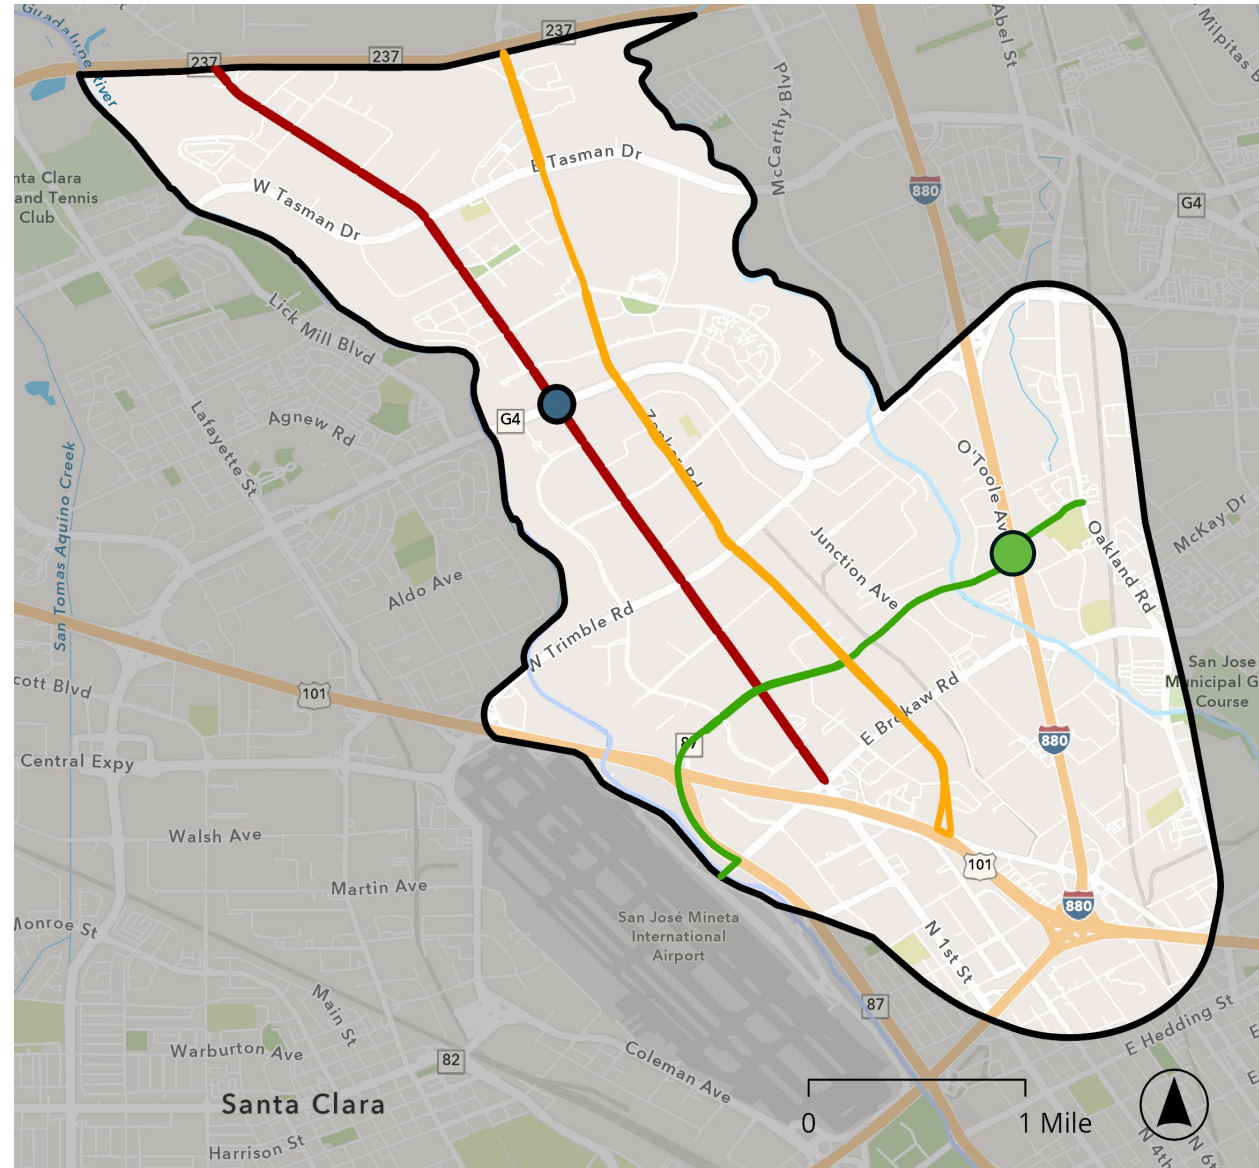 Guadalupe River
237
237
237
Abel St
Milpitas B
McCarthy Blvd
nta Clara
and Tennis
Club
E Tasman Dr
W Tasman Dr
880
G4
Lick Mill Blvd
Lafayette St
Agnew Rd
G4
Zanker Rd
O'Toole Ave
McKay Dr
San Tomas Aquino Creek
Aldo Ave
Junction Ave
Oakland Rd
N Trimble Rd
cott Blvd
101
E Brokaw Rd
San Jose
Municipal G
Course
87
880
Central Expy
Walsh Ave
101
Martin Ave
880
Monroe St
San José Mineta
International
Airport
N 1st St
Main St
87
E Hedding St
Warburton Ave
82
Coleman Ave
Santa Clara
0
1 Mile
Harrison St
N 4th
N 6t